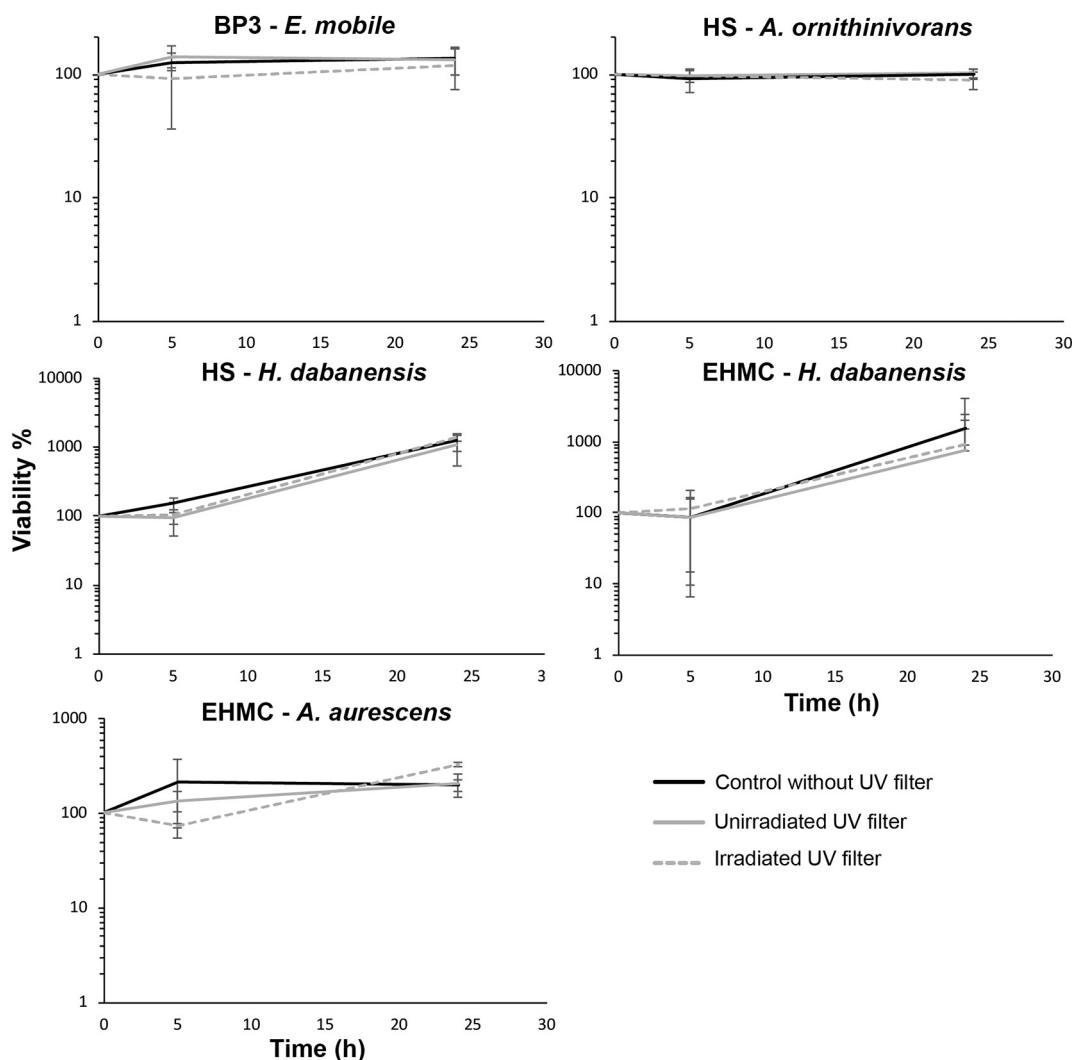 BP3 - E. mobile
100
10
1
0 5 10 15 20 25 30
HS - A. ornithinivorans
100
10
1
0 5 10 15 20 25 30
Viability %
HS - H. dabanensis
10000
1000
100
10
1
0 5 10 15 20 25 3
EHMC - H. dabanensis
10000
1000
100
10
1
0 5 10 15 20 25 30
Time (h)
EHMC - A. aurescens
1000
100
10
1
0 5 10 15 20 25 30
Time (h)
Control without UV filter
Unirradiated UV filter
Irradiated UV filter